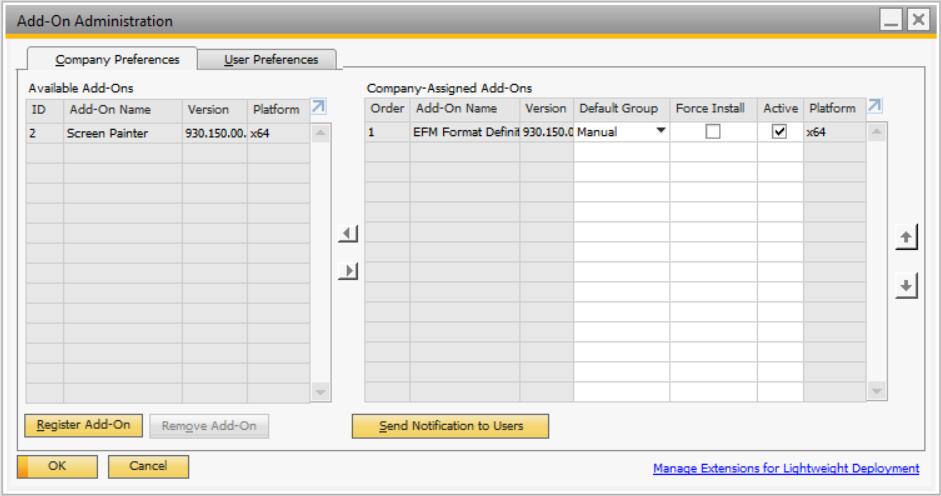 Add-On Administration
Company Preferences
User Preferences
Available Add-Ons
ID Add-On Name Version Platform
2 Screen Painter 930.150.00. x64
Company-Assigned Add-Ons
Order Add-On Name Version Default Group Force Install Active Platform
1 EFM Format Definit 930.150.0 Manual x64
Register Add-On
Remove Add-On
Send Notification to Users
OK
Cancel
Manage Extensions for Lightweight Deployment